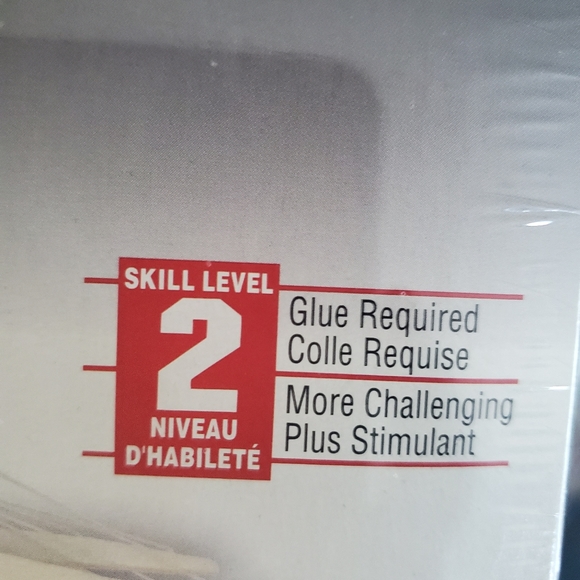 SKILL LEVEL
2
NIVEAU
D'HABILETÉ
Glue Required
Colle Requise
More Challenging
Plus Stimulant